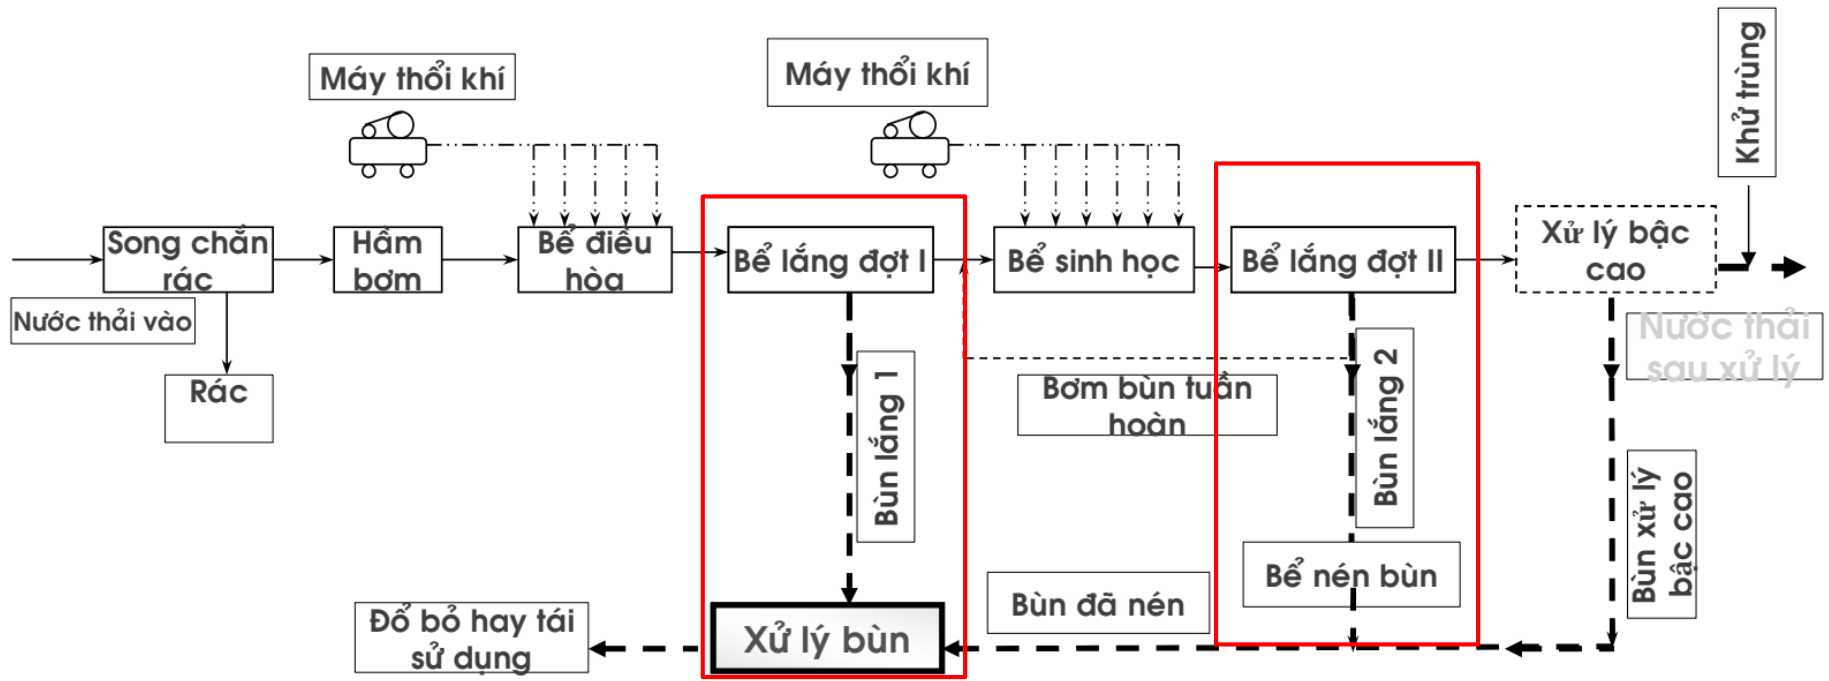 Máy thổi khí
Máy thổi khí
Khử trùng
Song chắn
rác
Hầm
bơm
Bể điều
hòa
Bể lắng đợt I
Bể sinh học
Bể lắng đợt II
Xử lý bậc
cao
Nước thải vào
Rác
Nước thải
sau xử lý
Bùn lắng 1
Bơm bùn tuần
hoàn
Bùn lắng 2
Bùn xử lý
bậc cao
Bể nén bùn
Bùn đã nén
Xử lý bùn
Đổ bỏ hay tái
sử dụng